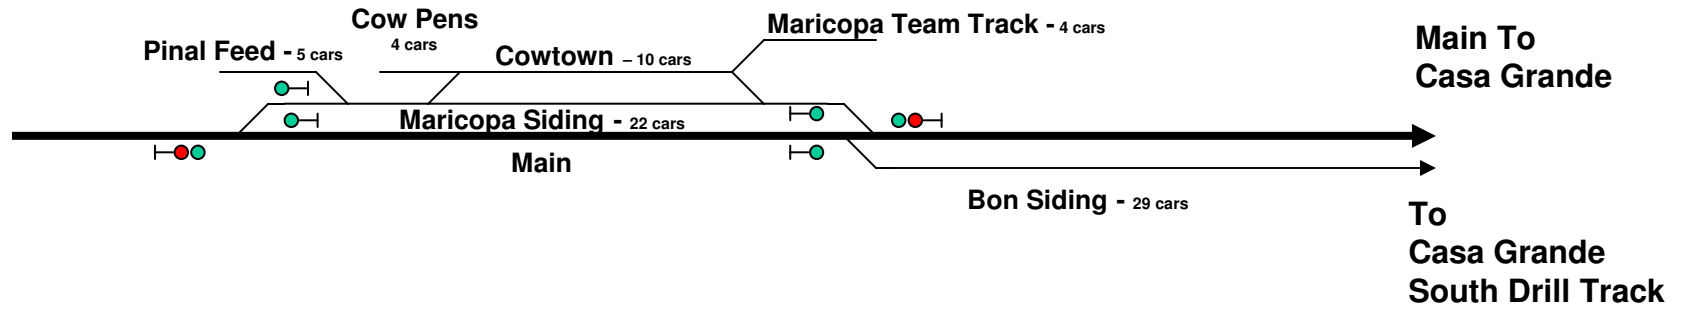 Cow Pens
4 cars
Pinal Feed - 5 cars
Cowtown – 10 cars
Maricopa Team Track - 4 cars
Main To
Casa Grande
Maricopa Siding - 22 cars
Main
Bon Siding - 29 cars
To
Casa Grande
South Drill Track